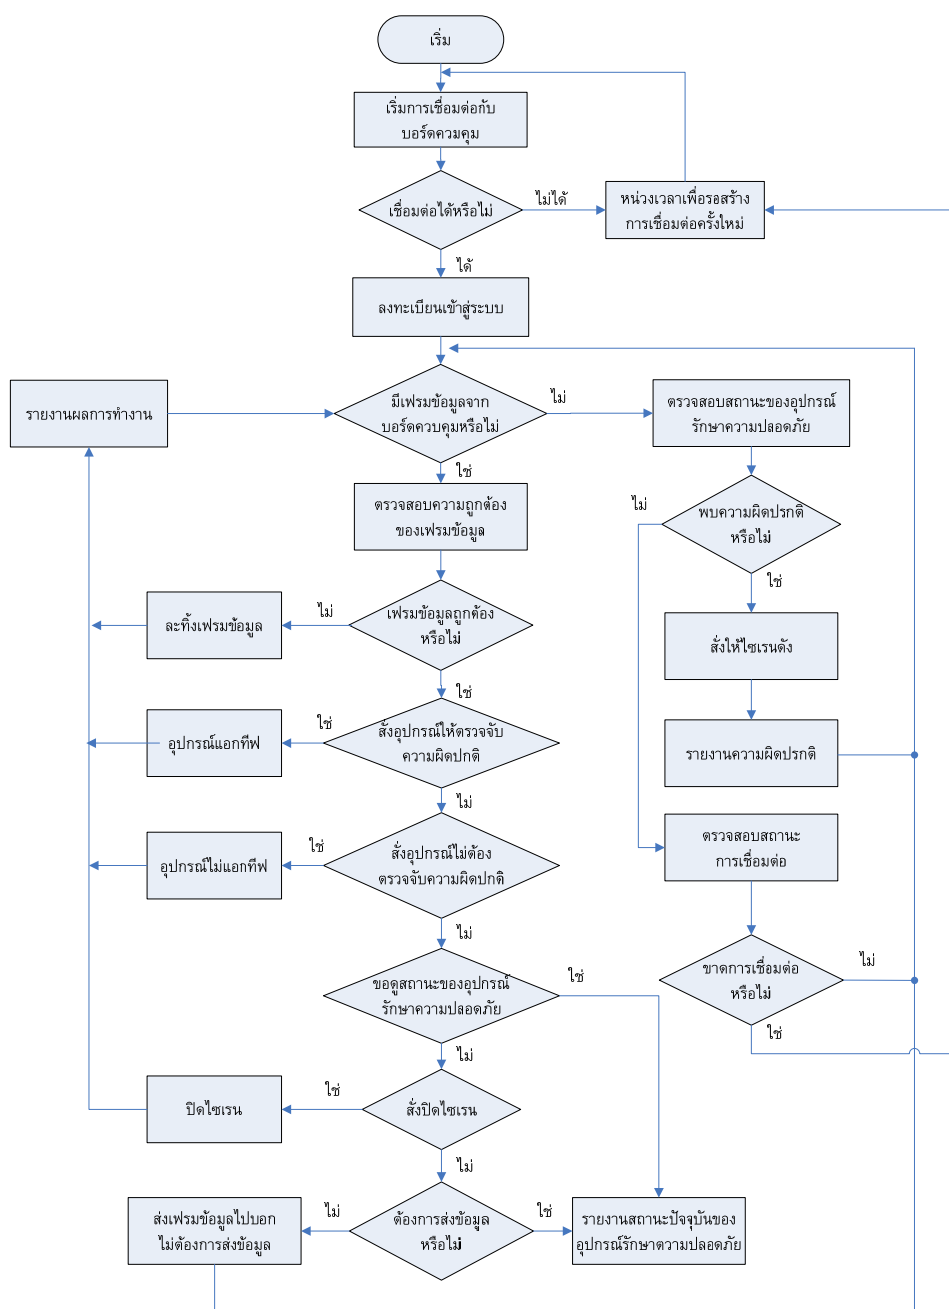 เริ่ม
เริ่มการเชื่อมต่อกับ
บอร์ดควมคุม
เชื่อมต่อได้หรือไม่
ไม่ได้
หน่วงเวลาเพื่อรอสร้าง
การเชื่อมต่อครั้งใหม่
ได้
ลงทะเบียนเข้าสู่ระบบ
รายงานผลการทำงาน
มีเฟรมข้อมูลจาก
บอร์ดควบคุมหรือไม่
ไม่
ตรวจสอบสถานะของอุปกรณ์
รักษาความปลอดภัย
ใช่
ตรวจสอบความถูกต้อง
ของเฟรมข้อมูล
ไม่
พบความผิดปรกติ
หรือไม่
ใช่
ละทิ้งเฟรมข้อมูล
ไม่
เฟรมข้อมูลถูกต้อง
หรือไม่
สั่งให้ไซเรนดัง
ใช่
อุปกรณ์แอกทีฟ
ใช่
สั่งอุปกรณ์ให้ตรวจจับ
ความผิดปกติ
รายงานความผิดปรกติ
ไม่
อุปกรณ์ไม่แอกทีฟ
ใช่
สั่งอุปกรณ์ไม่ต้อง
ตรวจจับความผิดปกติ
ตรวจสอบสถานะ
การเชื่อมต่อ
ไม่
ขอดูสถานะของอุปกรณ์
รักษาความปลอดภัย
ใช่
ขาดการเชื่อมต่อ
หรือไม่
ไม่
ใช่
ไม่
ปิดไซเรน
ใช่
สั่งปิดไซเรน
ไม่
ส่งเฟรมข้อมูลไปบอก
ไม่ต้องการส่งข้อมูล
ไม่
ต้องการส่งข้อมูล
หรือไม่
ใช่
รายงานสถานะปัจจุบันของ
อุปกรณ์รักษาตวามปลอดภัย